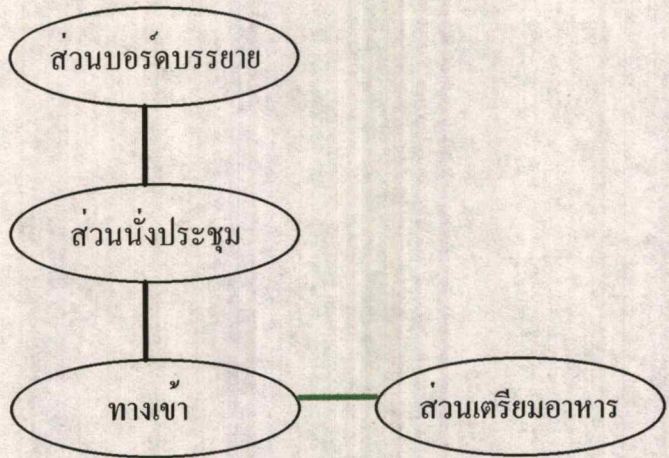 ส่วนบอร์ดบรรยาย
ส่วนนั่งประชุม
ทางเข้า
ส่วนเตรียมอาหาร